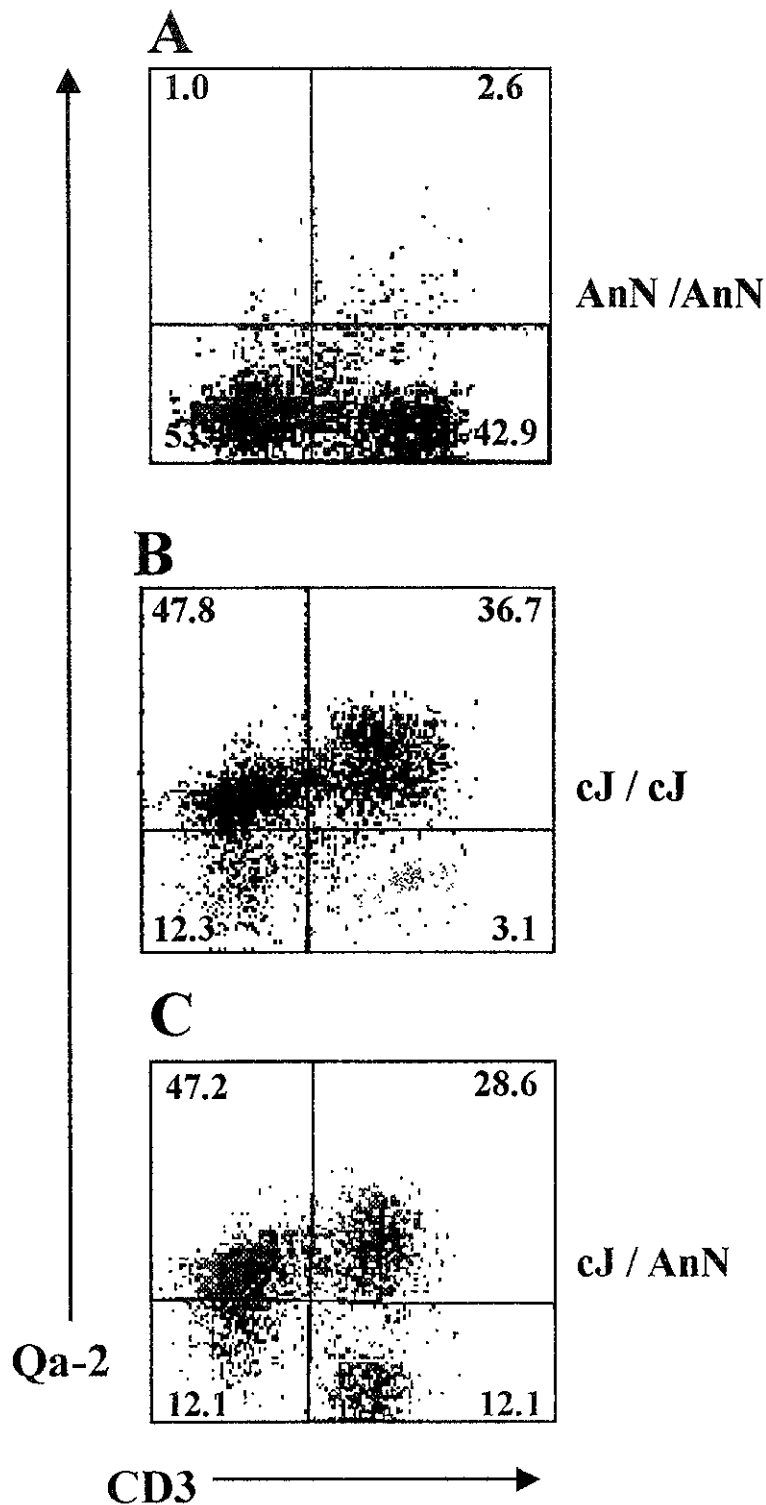 A
1.0 2.6
AnN /AnN
42.9
B
47.8 36.7
cJ / cJ
12.3 3.1
C
47.2 28.6
cJ / AnN
12.1 12.1
Qa-2
CD3